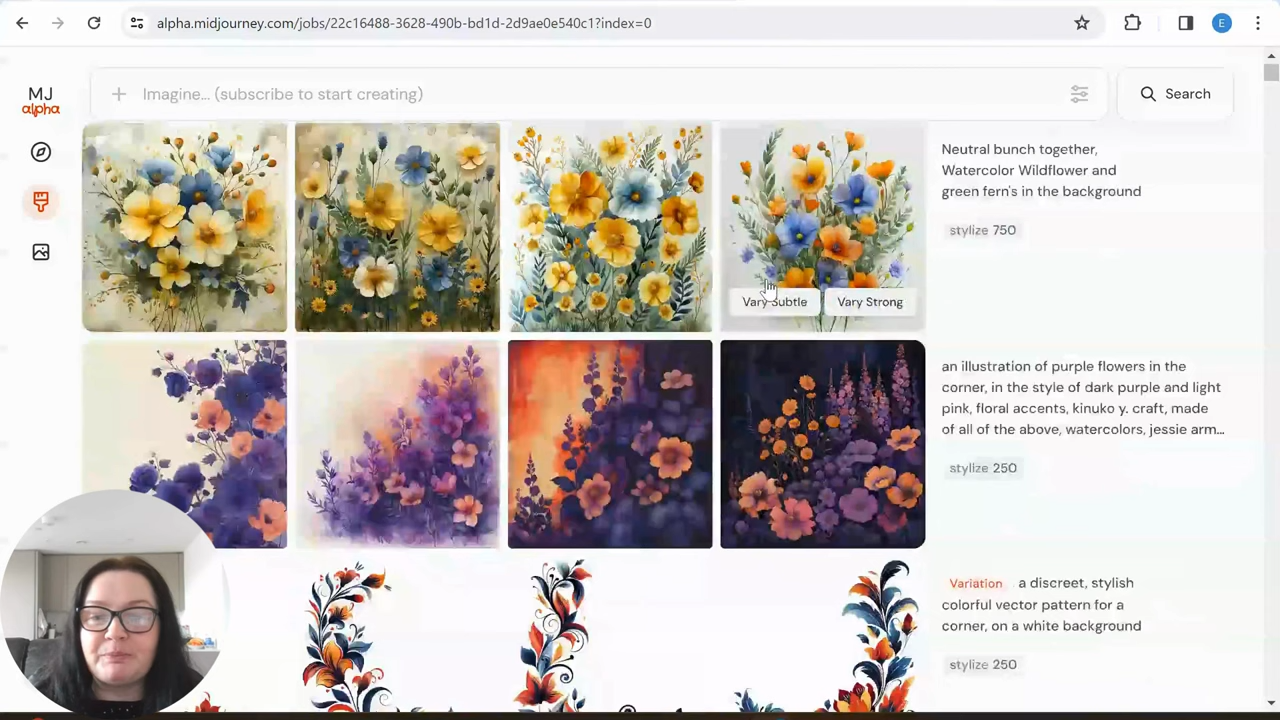 alpha.midjourney.com/jobs/22c16488-3628-490b-bd1d-2d9ae0e540c1?index=0
E
MJ
alpha
Imagine... (subscribe to start creating)
Search
Neutral bunch together,
Watercolor Wildflower and
green fern's in the background
stylize 750
Vary Subtle
Vary Strong
an illustration of purple flowers in the
corner, in the style of dark purple and light
pink, floral accents, kinuko y. craft, made
of all of the above, watercolors, jessie arm...
stylize 250
Variation a discreet, stylish
colorful vector pattern for a
corner, on a white background
stylize 250